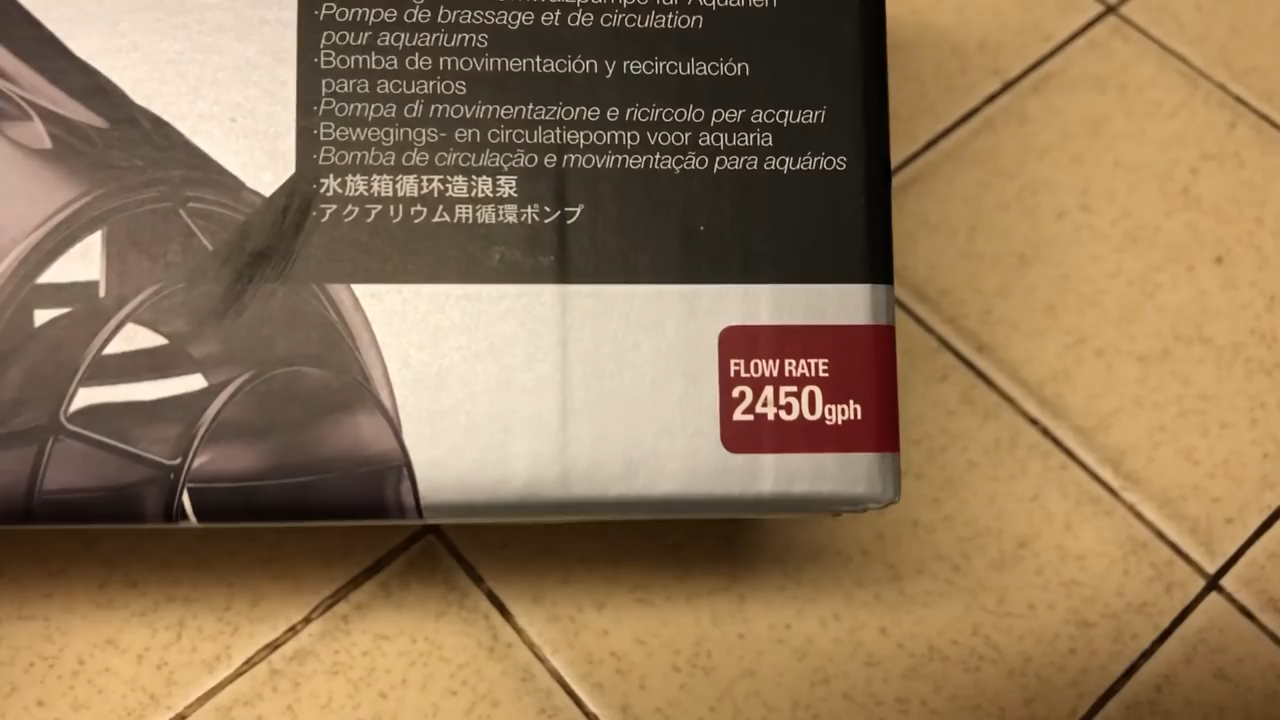 für Aquarien
·Pompe de brassage et de circulation
pour aquariums
·Bomba de movimentación y recirculación
para acuarios
·Pompa di movimentazione e ricircolo per acquari
·Bewegings- en circulatiepomp voor aquaria
·Bomba de circulação e movimentação para aquários
·水族箱循环造浪泵
·アクアリウム用循環ポンプ
FLOW RATE
2450gph